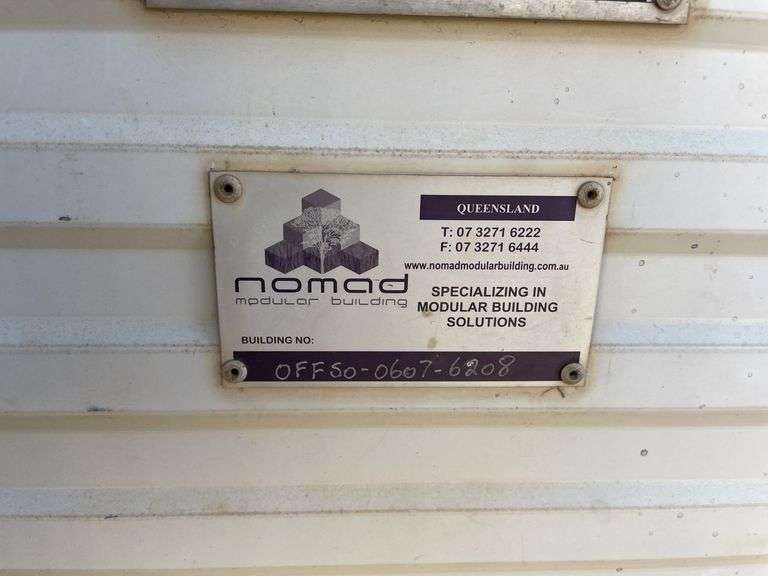 nomad
modular building
QUEENSLAND
T: 07 3271 6222
F: 07 3271 6444
www.nomadmodularbuilding.com.au
SPECIALIZING IN
MODULAR BUILDING
SOLUTIONS
BUILDING NO:
OFFSO-0607-6208